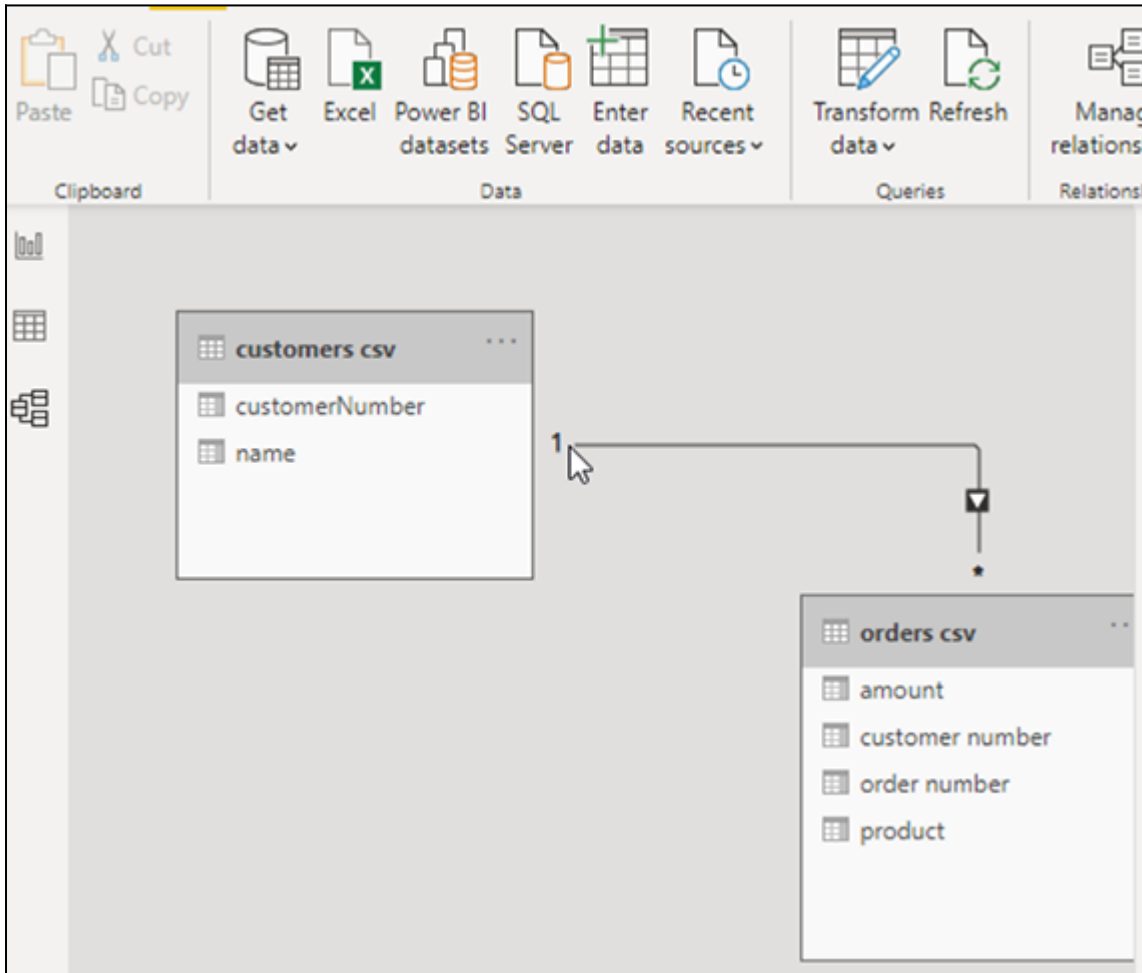 Cut
Copy
Paste
Get data
Excel
Power BI datasets
SQL Server
Enter data
Recent sources
Transform data
Refresh
Clipboard
Data
Queries
customers csv
customerNumber
name
1
*
orders csv
amount
customer number
order number
product